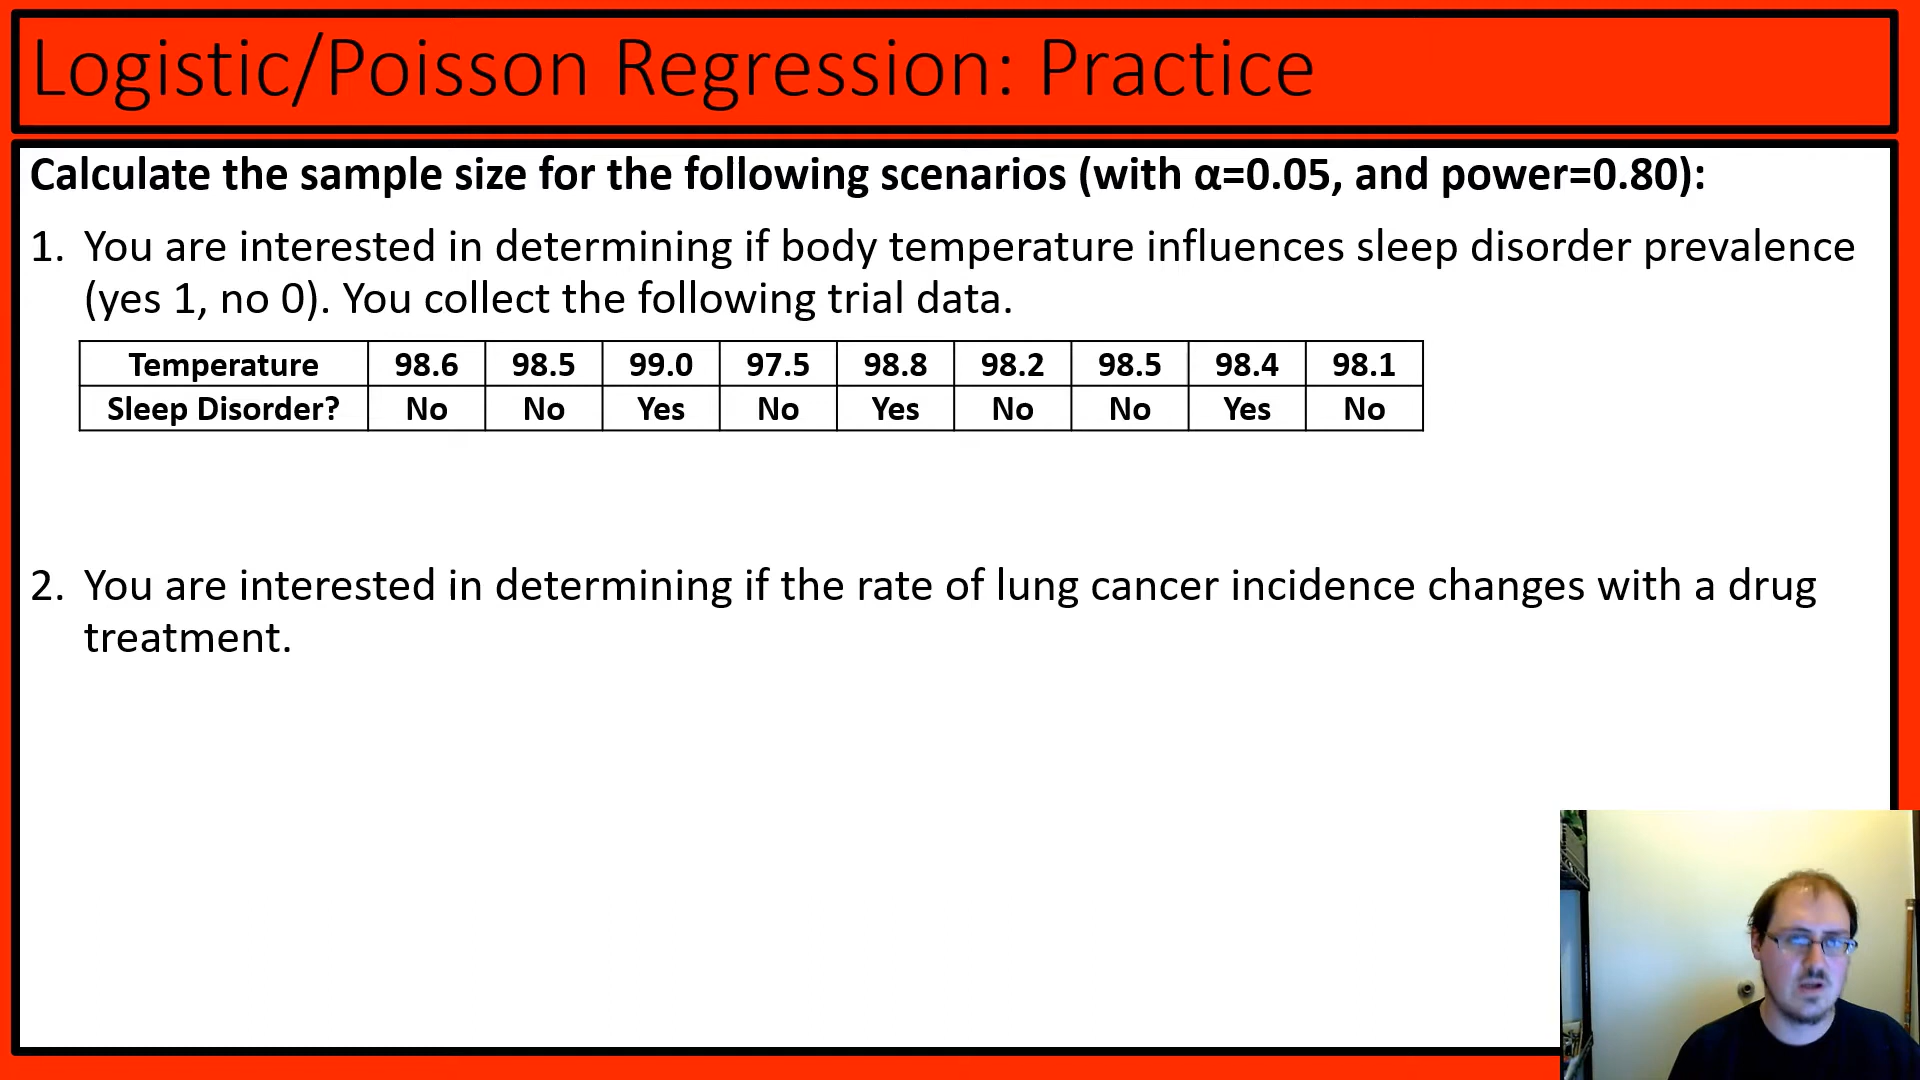 Logistic/Poisson Regression: Practice
Calculate the sample size for the following scenarios (with α=0.05, and power=0.80):
1. You are interested in determining if body temperature influences sleep disorder prevalence
(yes 1, no 0). You collect the following trial data.
Temperature 98.6 98.5 99.0 97.5 98.8 98.2 98.5 98.4 98.1
Sleep Disorder? No No Yes No Yes No No Yes No
2. You are interested in determining if the rate of lung cancer incidence changes with a drug
treatment.